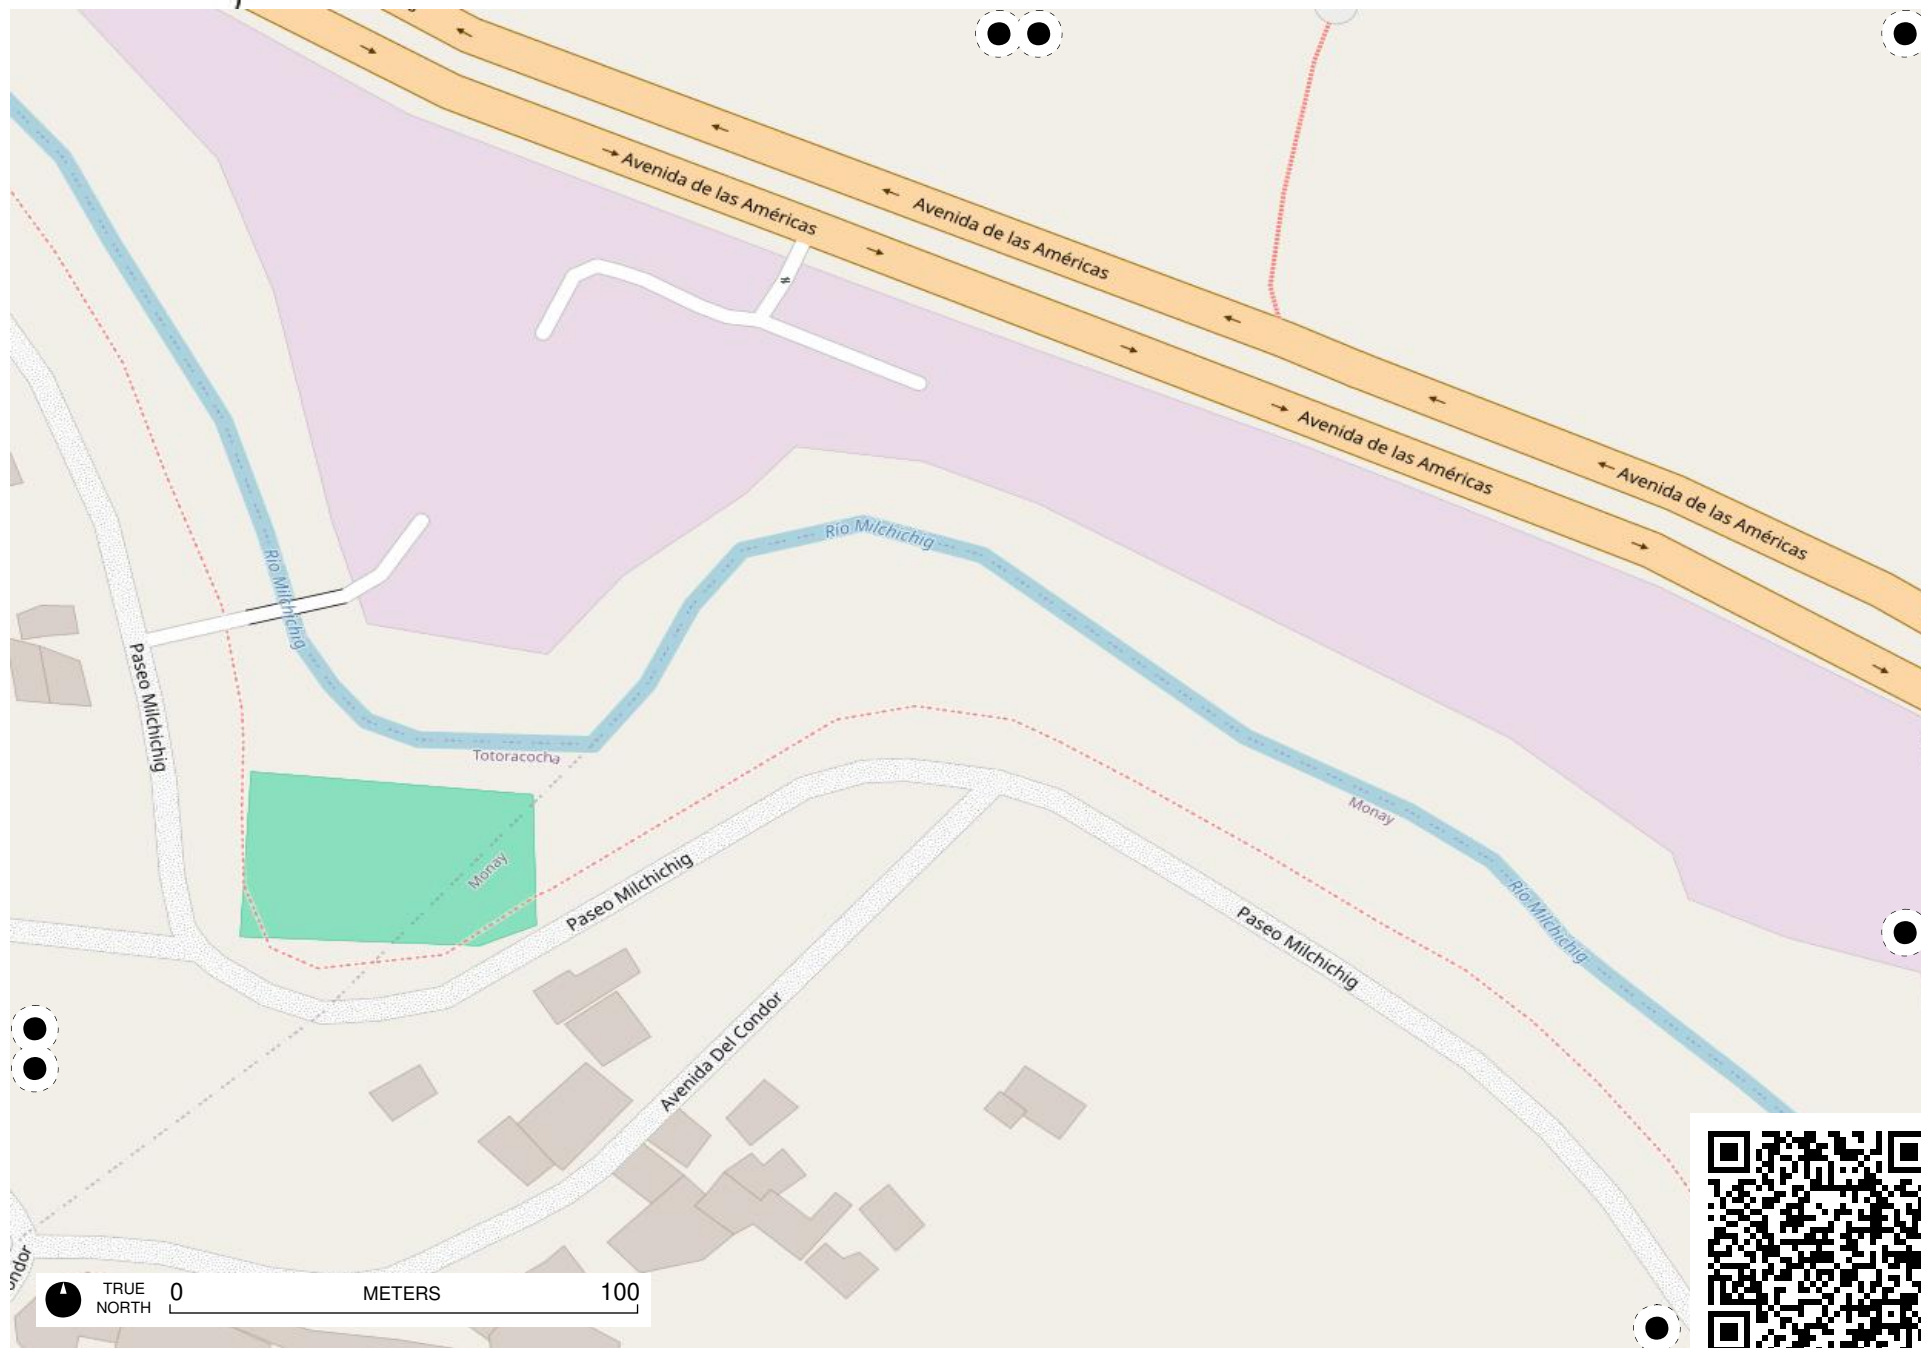 Avenida de las Américas
Avenida de las Américas
Avenida de las Américas
Avenida de las Américas
Río Milchichig
Río Milchichig
Paseo Milchichig
Totoracocha
Monay
Monay
Paseo Milchichig
Río Milchichig
Paseo Milchichig
Avenida Del Condor
ondor
TRUE NORTH
0 METERS 100